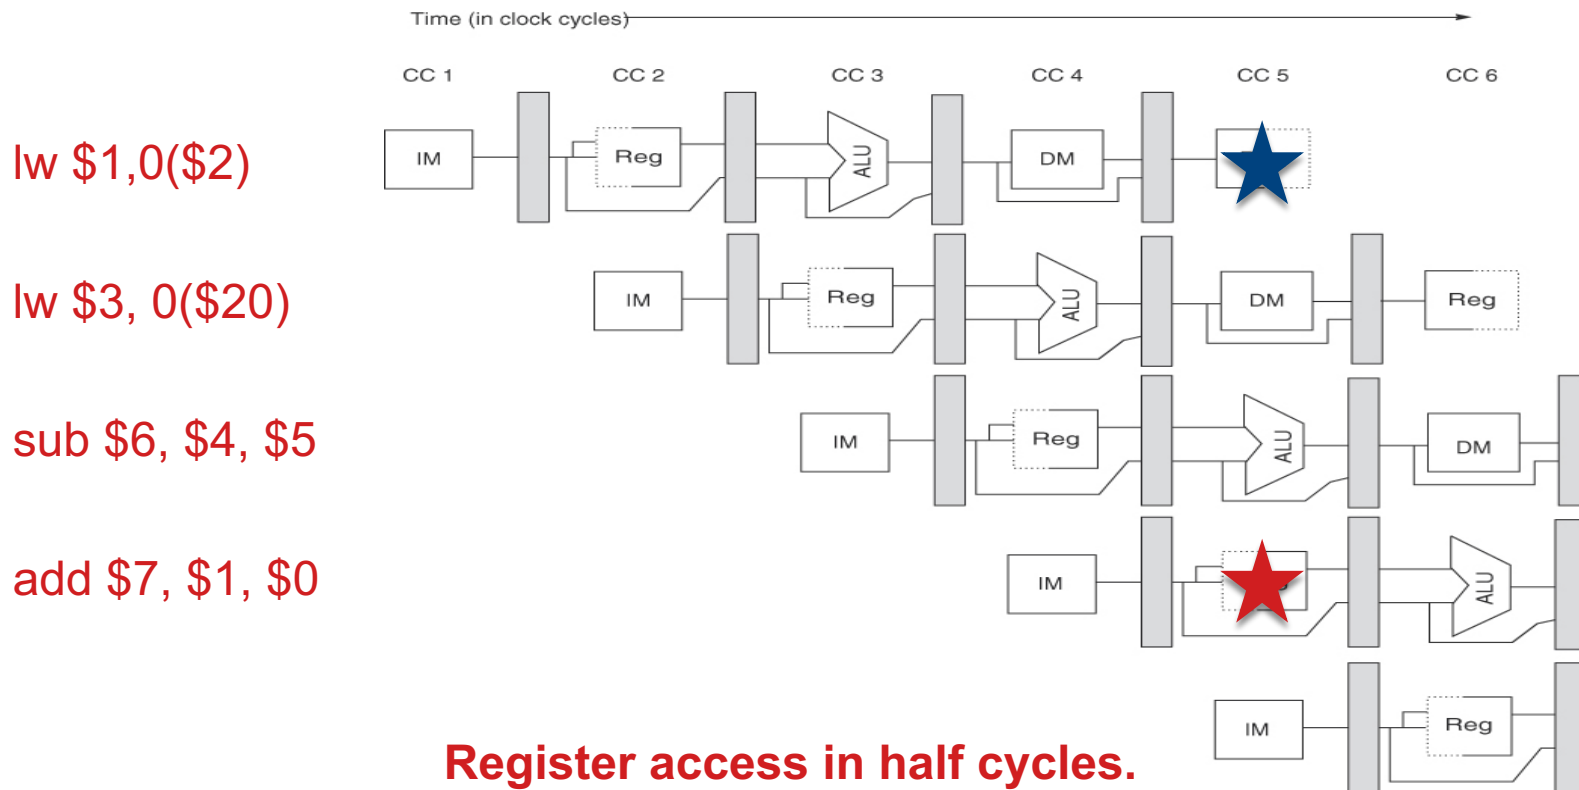 Time (in clock cycles)
CC 1 CC 2 CC 3 CC 4 CC 5 CC 6
lw $1,0($2)
IM Reg ALU DM
lw $3, 0($20)
IM Reg ALU DM Reg
sub $6, $4, $5
IM Reg ALU DM
add $7, $1, $0
IM ALU
IM Reg
Register access in half cycles.